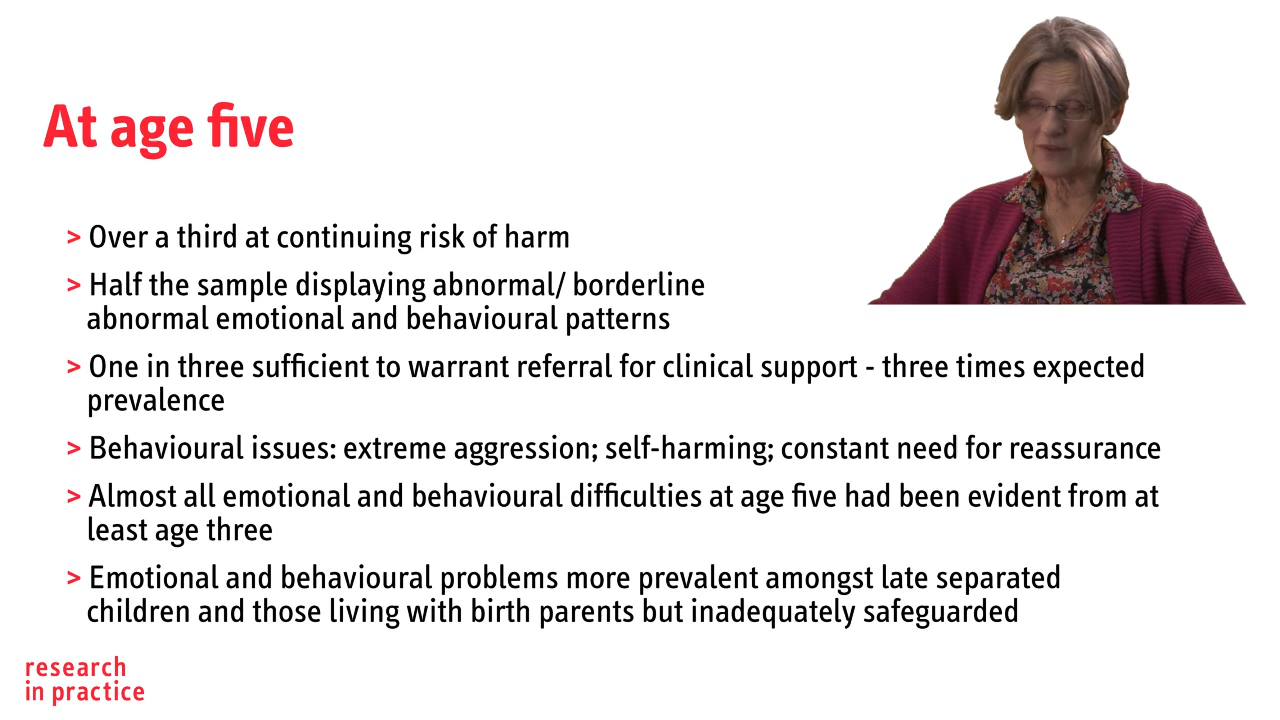 At age five
> Over a third at continuing risk of harm
> Half the sample displaying abnormal/ borderline
abnormal emotional and behavioural patterns
> One in three sufficient to warrant referral for clinical support - three times expected
prevalence
> Behavioural issues: extreme aggression; self-harming; constant need for reassurance
> Almost all emotional and behavioural difficulties at age five had been evident from at
least age three
> Emotional and behavioural problems more prevalent amongst late separated
children and those living with birth parents but inadequately safeguarded
research
in practice